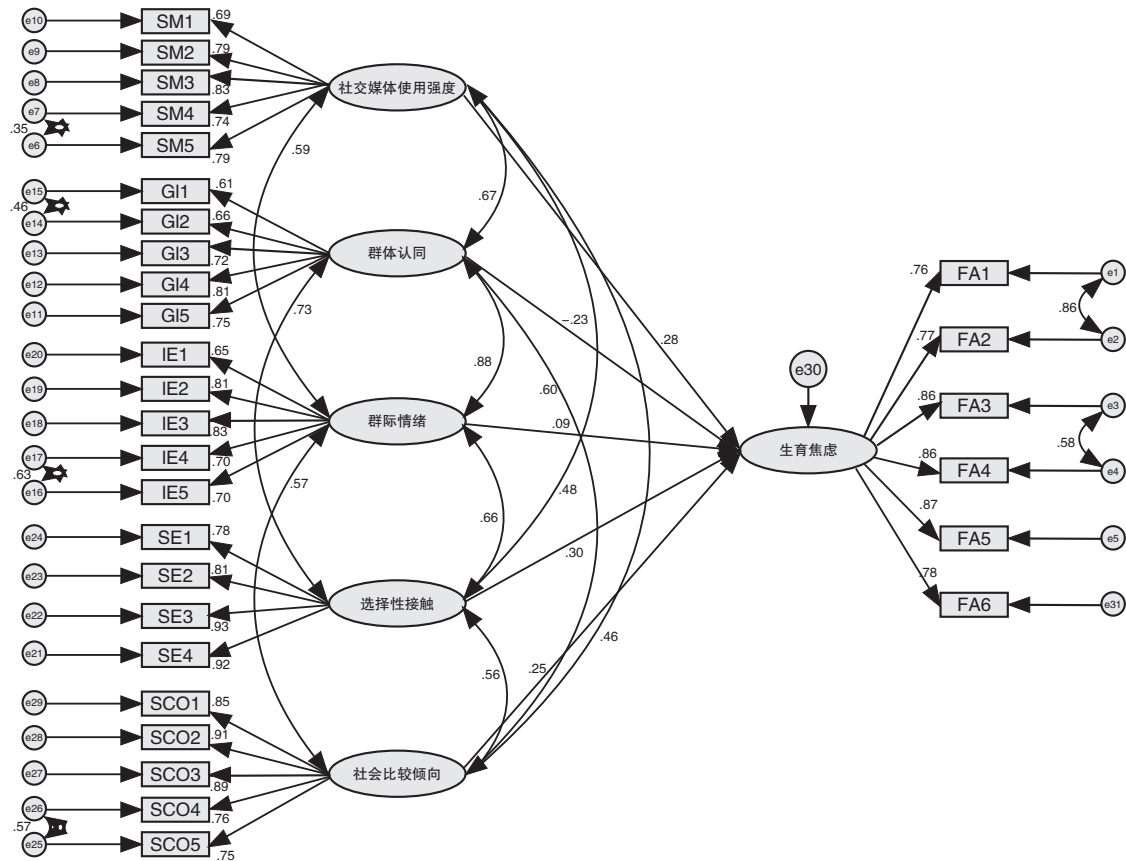 e10 SM1 .69
e9 SM2 .79
e8 SM3 .83
e7 SM4 .74
.35
e6 SM5 .79
社交媒体使用强度
.59
.67
e15 GI1 .61
.46
e14 GI2 .66
e13 GI3 .72
e12 GI4 .81
e11 GI5 .75
群体认同
.73
−.23
.28
.88
.60
e20 IE1 .65
e19 IE2 .81
e18 IE3 .83
e17 IE4 .70
.63
e16 IE5 .70
群际情绪
.09
.57
.48
.66
.30
e24 SE1 .78
e23 SE2 .81
e22 SE3 .93
e21 SE4 .92
选择性接触
.46
.25
.56
e29 SCO1 .85
e28 SCO2 .91
e27 SCO3 .89
e26 SCO4 .76
.57
e25 SCO5 .75
社会比较倾向
e30
生育焦虑
.76 FA1 e1
.86
.77 FA2 e2
.86 FA3 e3
.58
.86 FA4 e4
.87 FA5 e5
.78 FA6 e31